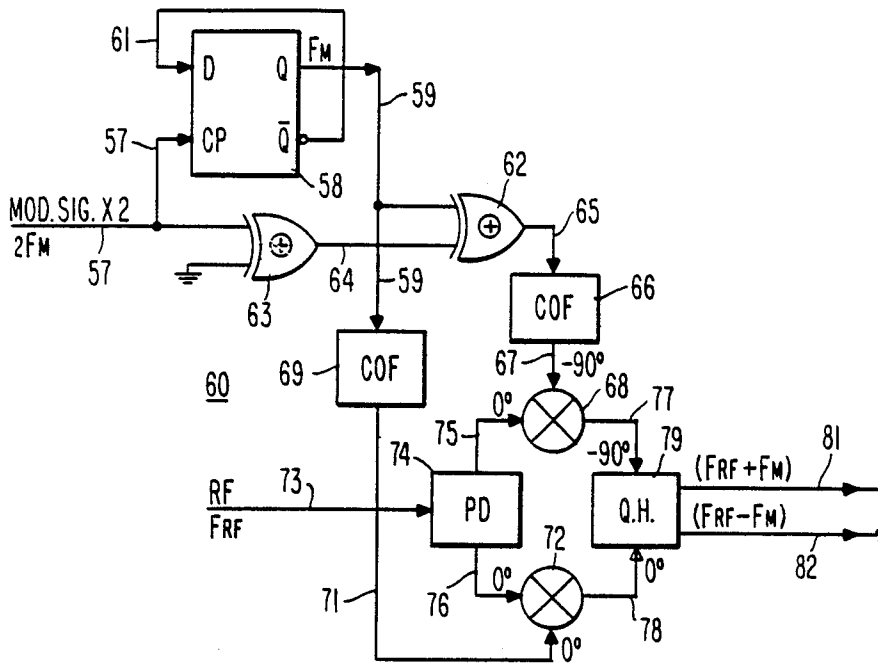 61
FM
D Q
59
57
CP Q̅
62
58
MOD. SIG. X 2
65
2FM
57
63
64
59
COF
66
67
-90°
69
COF
60
0°
68
77
75
-90°
79
74
(FRF+FM)
81
RF
73
FRF
PD
Q.H.
(FRF-FM)
82
72
71
76
0°
0°
78
0°